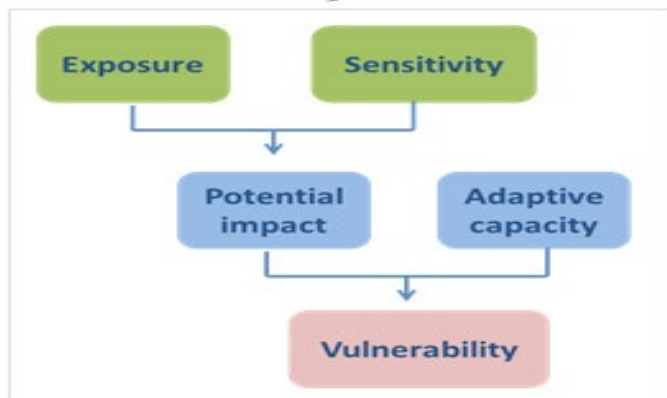 Exposure
Sensitivity
Potential
impact
Adaptive
capacity
Vulnerability